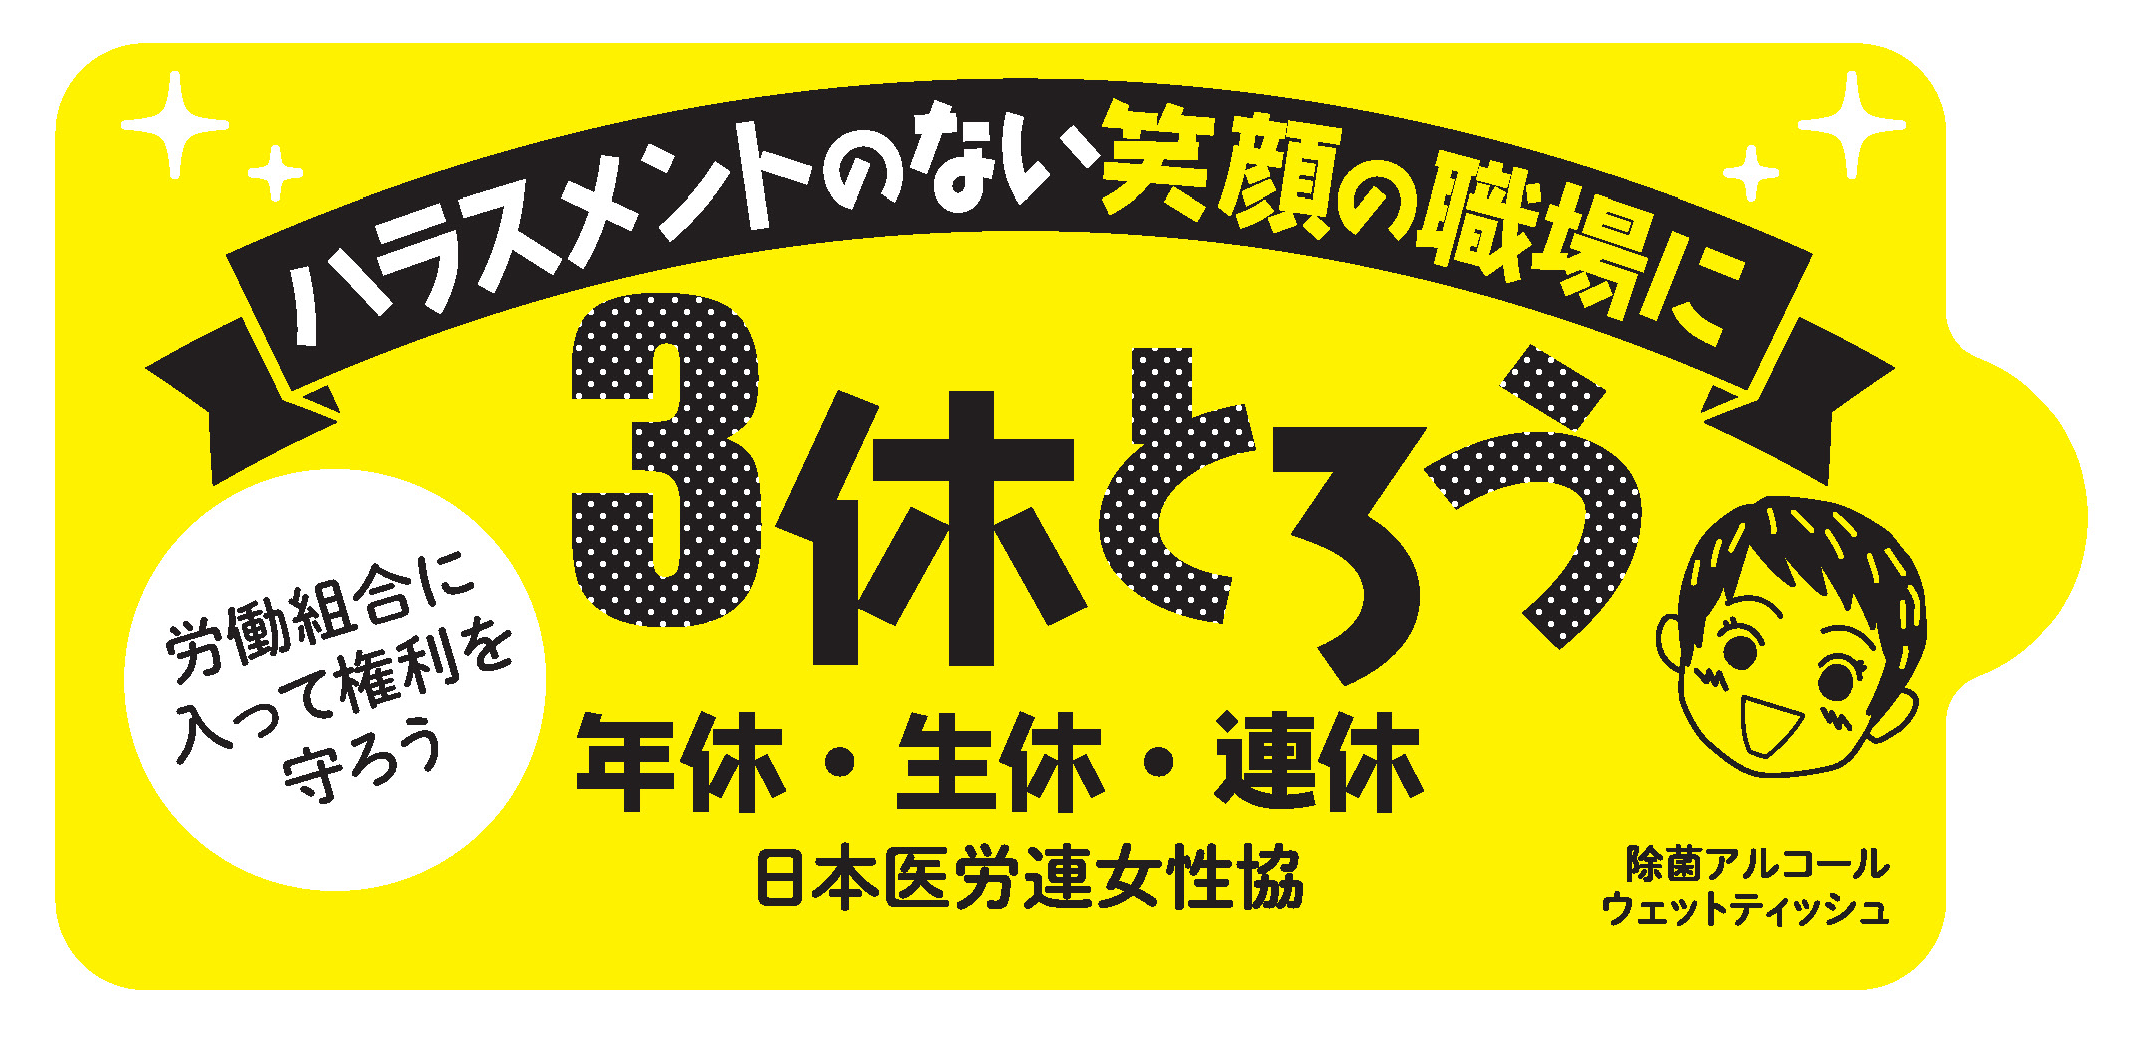 ハラスメントのない笑顔の職場に
3休とろう
労働組合に
入って権利を
守ろう
年休・生休・連休
日本医労連女性協
除菌アルコール
ウェットティッシュ